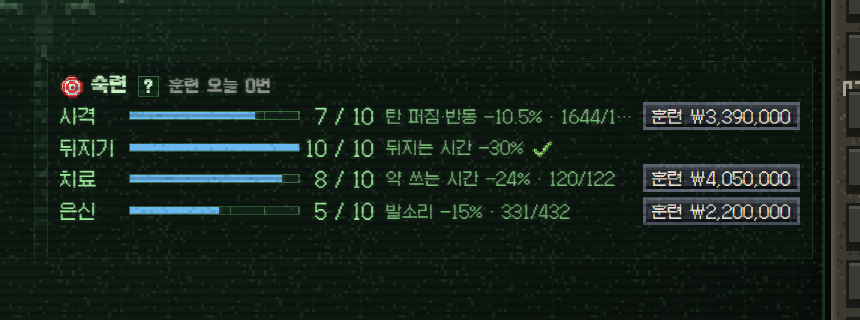 숙련 ? 훈련 오늘 0번
사격 7 / 10 탄 퍼짐·반동 -10.5% · 1644/1… 훈련 ₩3,390,000
뒤지기 10 / 10 뒤지는 시간 -30% ✓
치료 8 / 10 약 쓰는 시간 -24% · 120/122 훈련 ₩4,050,000
은신 5 / 10 발소리 -15% · 331/432 훈련 ₩2,200,000